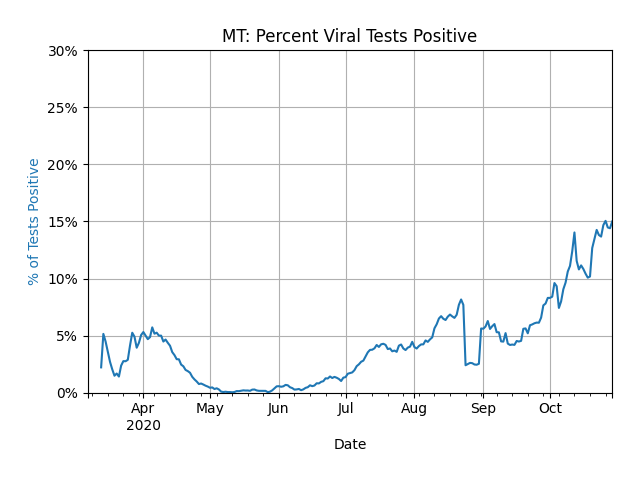 MT: Percent Viral Tests Positive
30%
25%
20%
15%
10%
5%
0%
% of Tests Positive
Apr May Jun Jul Aug Sep Oct
2020
Date